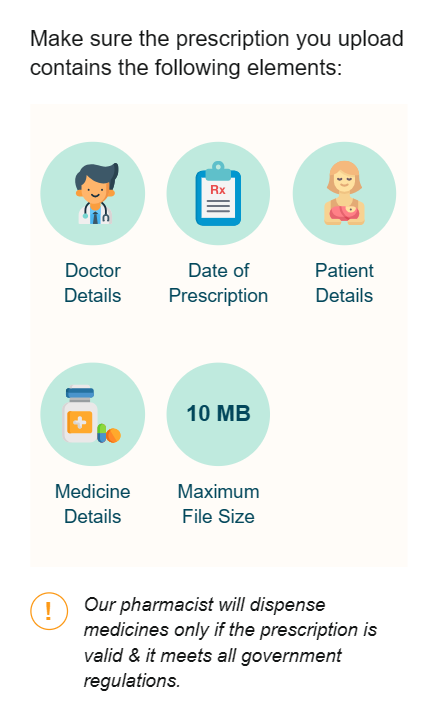 Make sure the prescription you upload
contains the following elements:
Rx
Doctor
Details
Date of
Prescription
Patient
Details
10 MB
Medicine
Details
Maximum
File Size
!
Our pharmacist will dispense
medicines only if the prescription is
valid & it meets all government
regulations.